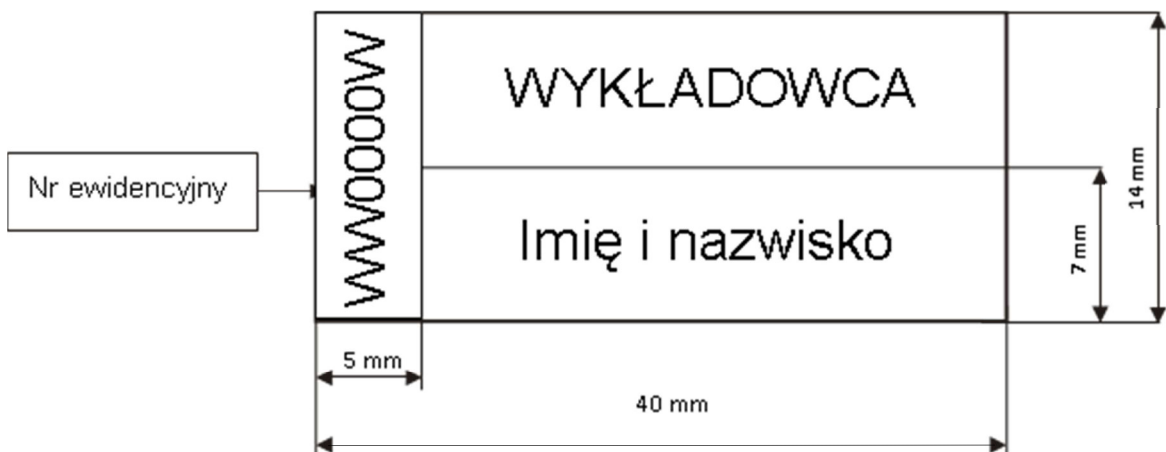 WYKŁADOWCA
WW0000W
14 mm
Nr ewidencyjny
Imię i nazwisko
7 mm
5 mm
40 mm